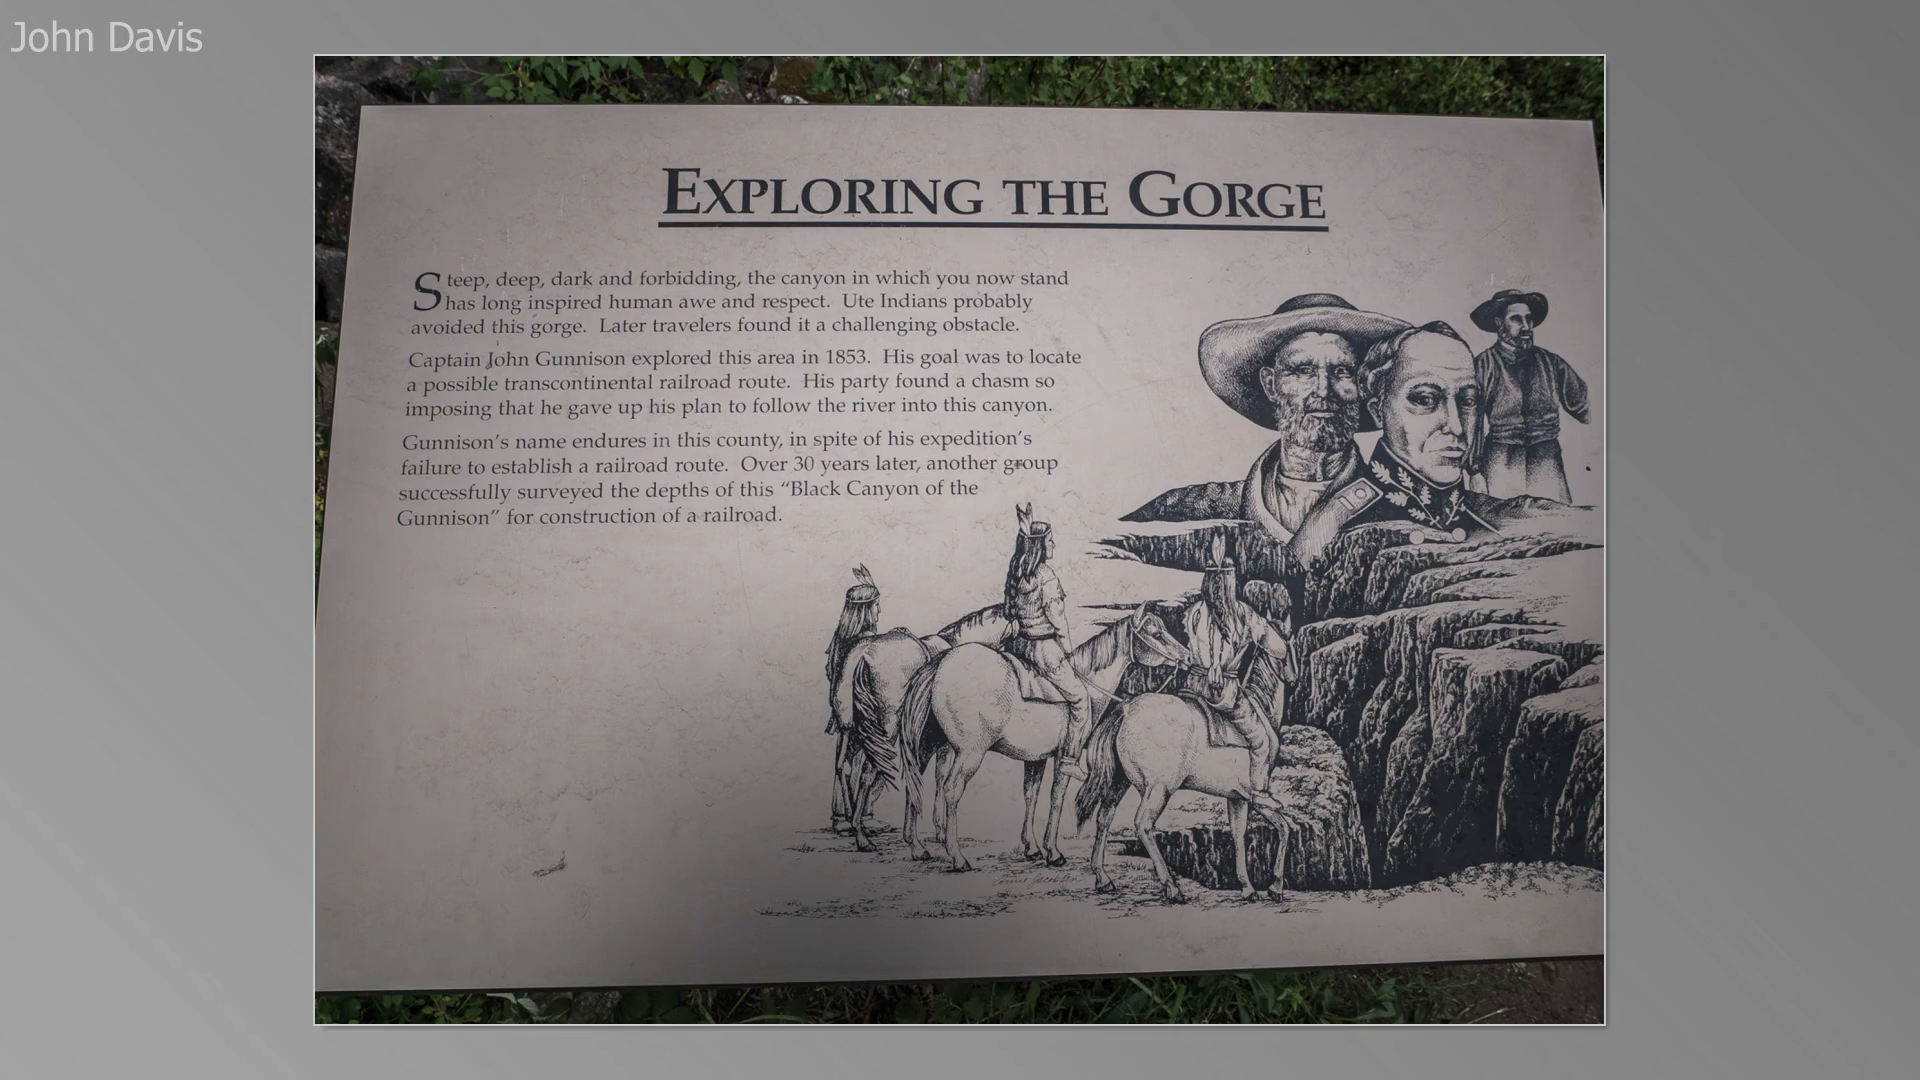 John Davis
EXPLORING THE GORGE
Steep, deep, dark and forbidding, the canyon in which you now stand
has long inspired human awe and respect. Ute Indians probably
avoided this gorge. Later travelers found it a challenging obstacle.
Captain John Gunnison explored this area in 1853. His goal was to locate
a possible transcontinental railroad route. His party found a chasm so
imposing that he gave up his plan to follow the river into this canyon.
Gunnison's name endures in this county, in spite of his expedition's
failure to establish a railroad route. Over 30 years later, another group
successfully surveyed the depths of this "Black Canyon of the
Gunnison" for construction of a railroad.